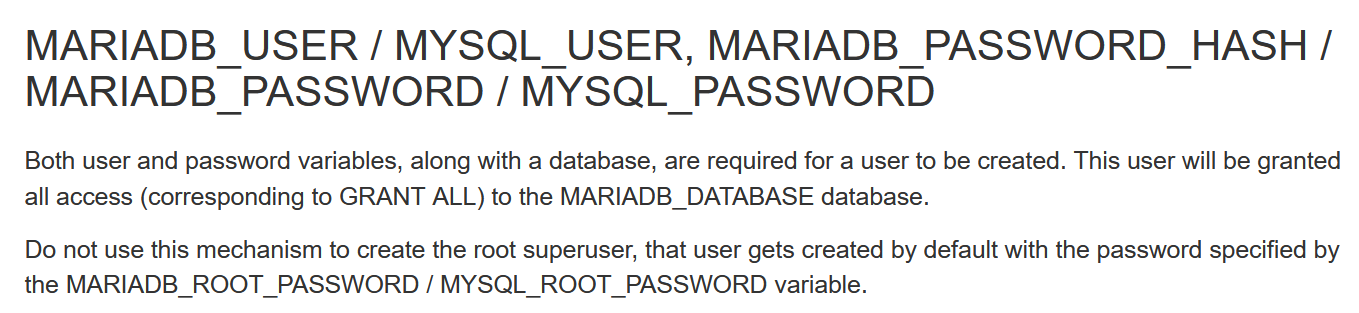 MARIADB_USER / MYSQL_USER, MARIADB_PASSWORD_HASH /
MARIADB_PASSWORD / MYSQL_PASSWORD
Both user and password variables, along with a database, are required for a user to be created. This user will be granted
all access (corresponding to GRANT ALL) to the MARIADB_DATABASE database.
Do not use this mechanism to create the root superuser, that user gets created by default with the password specified by
the MARIADB_ROOT_PASSWORD / MYSQL_ROOT_PASSWORD variable.